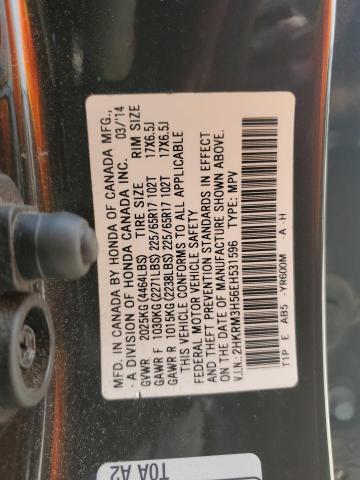 MFD. IN CANADA BY HONDA OF CANADA MFG.,
A DIVISION OF HONDA CANADA INC. 03/'14
GVWR 2025KG(4464LBS) TIRE SIZE RIM SIZE
GAWR F 1030KG(2271LBS) 225/65R17 102T 17X6.5J
GAWR R 1015KG(2238LBS) 225/65R17 102T 17X6.5J
THIS VEHICLE CONFORMS TO ALL APPLICABLE
FEDERAL MOTOR VEHICLE SAFETY
AND THEFT PREVENTION STANDARDS IN EFFECT
ON THE DATE OF MANUFACTURE SHOWN ABOVE.
V.I.N.: 2HKRM3H56EH531596 TYPE: MPV
T1P E AB5 -YR600M A -H
T0A A2